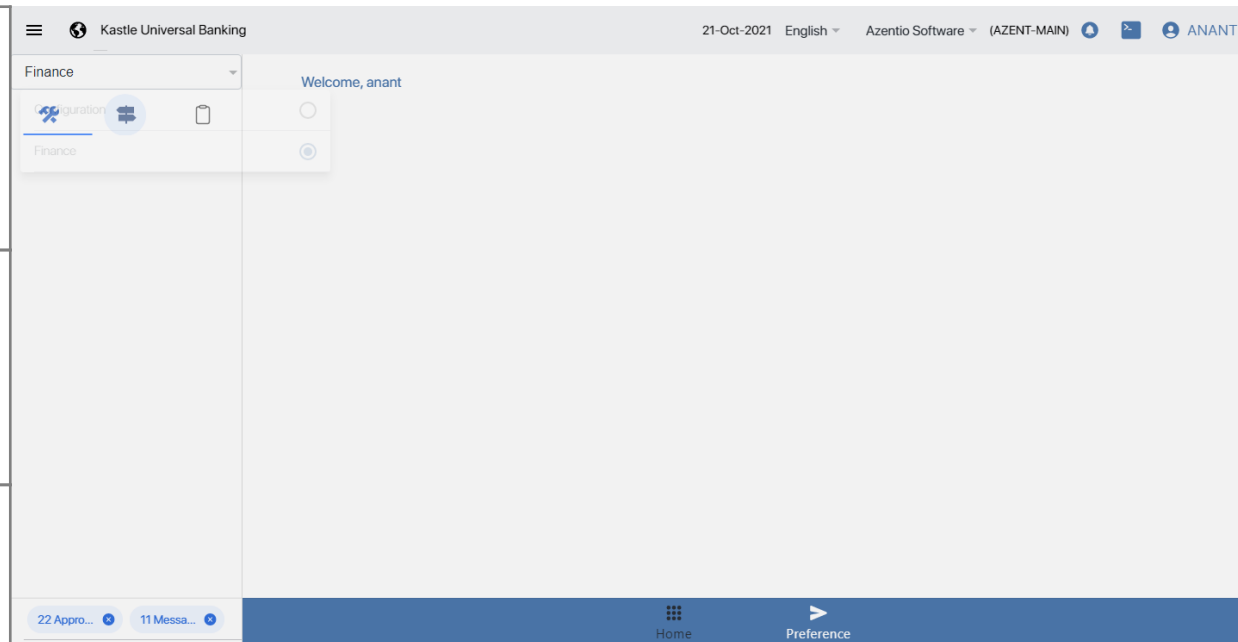 Kastle Universal Banking 21-Oct-2021 English Azentio Software (AZENT-MAIN) ANANT
Finance
Welcome, anant
Configuration
Finance
22 Appro... 11 Messa...
Home Preference